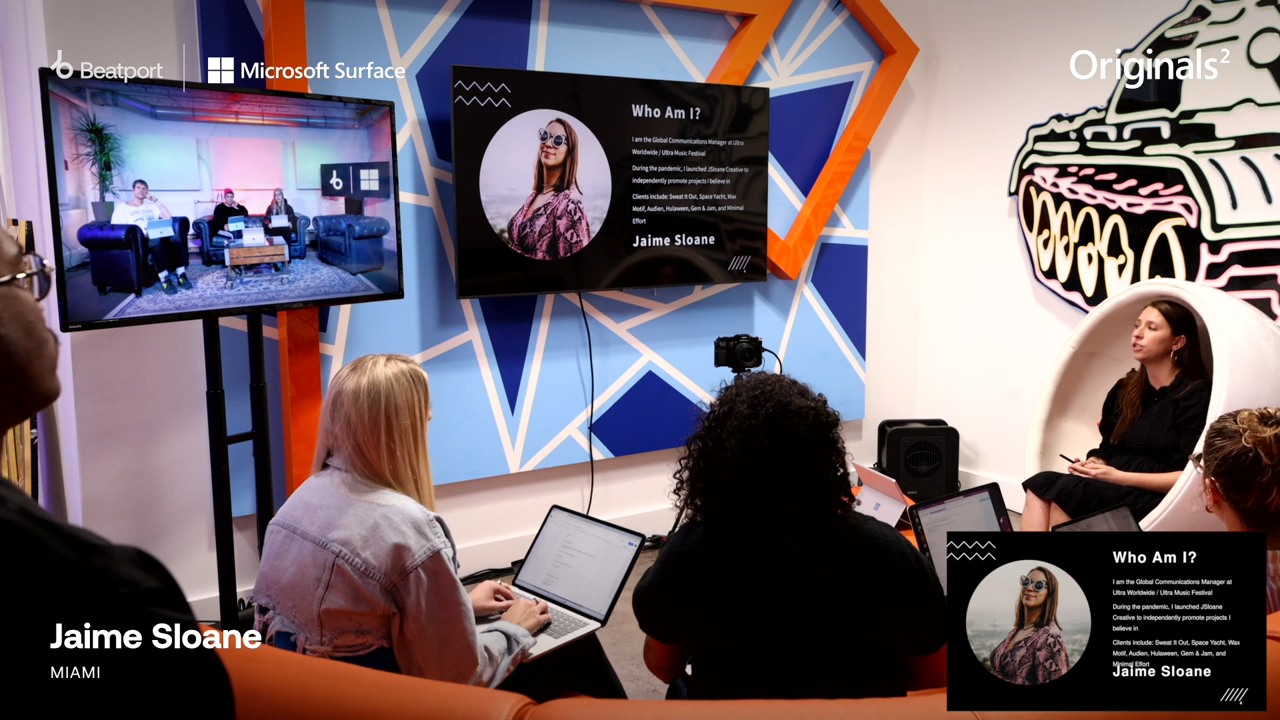 Beatport
Microsoft Surface
Originals²
Who Am I?
I am the Global Communications Manager at Ultra
Worldwide / Ultra Music Festival
During the pandemic, I launched JSloane Creative to
independently promote projects I believe in
Clients include: Sweat It Out, Space Yacht, Wax
Motif, Audien, Hulaween, Gem & Jam, and Minimal
Effort
Jaime Sloane
Jaime Sloane
MIAMI
Who Am I?
I am the Global Communications Manager at
Ultra Worldwide / Ultra Music Festival
During the pandemic, I launched JSloane
Creative to independently promote projects I
believe in
Clients include: Sweat It Out, Space Yacht, Wax
Motif, Audien, Hulaween, Gem & Jam, and
Minimal Effort
Jaime Sloane